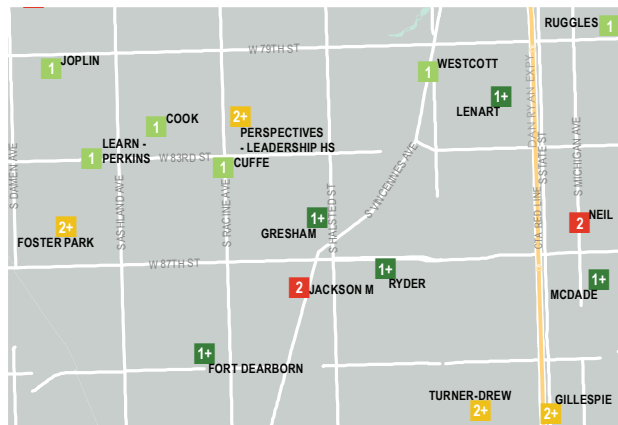 RUGGLES
1
W 79TH ST
JOPLIN
1
WESTCOTT
1
1+
LENART
DAN RYAN EXPY
S STATE ST
S MICHIGAN AVE
COOK
1
2+
PERSPECTIVES
- LEADERSHIP HS
LEARN -
PERKINS
1
W 83RD ST
CUFFE
1
S DAMEN AVE
S ASHLAND AVE
S RACINE AVE
S HALSTED ST
S VINCENNES AVE
CTA RED LINE
2+
FOSTER PARK
1+
GRESHAM
NEIL
2
W 87TH ST
1+
RYDER
2
JACKSON M
1+
MCDADE
1+
FORT DEARBORN
TURNER-DREW
2+
GILLESPIE
2+